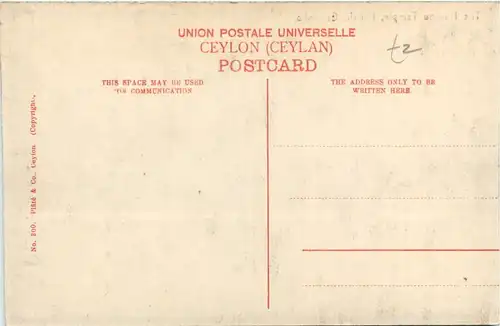 UNION POSTALE UNIVERSELLE
CEYLON (CEYLAN)
POSTCARD
THIS SPACE MAY BE USED
FOR COMMUNICATION
THE ADDRESS ONLY TO BE
WRITTEN HERE
No. 100. Plâté & Co., Ceylon. (Copyright.)